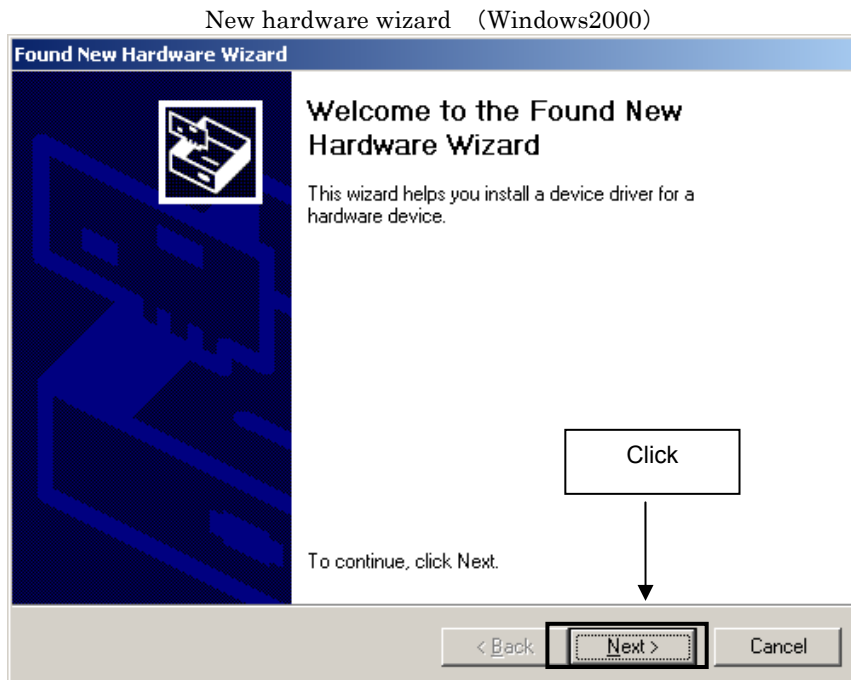 New hardware wizard (Windows2000)
Found New Hardware Wizard
Welcome to the Found New
Hardware Wizard
This wizard helps you install a device driver for a
hardware device.
Click
To continue, click Next.
< Back
Next >
Cancel